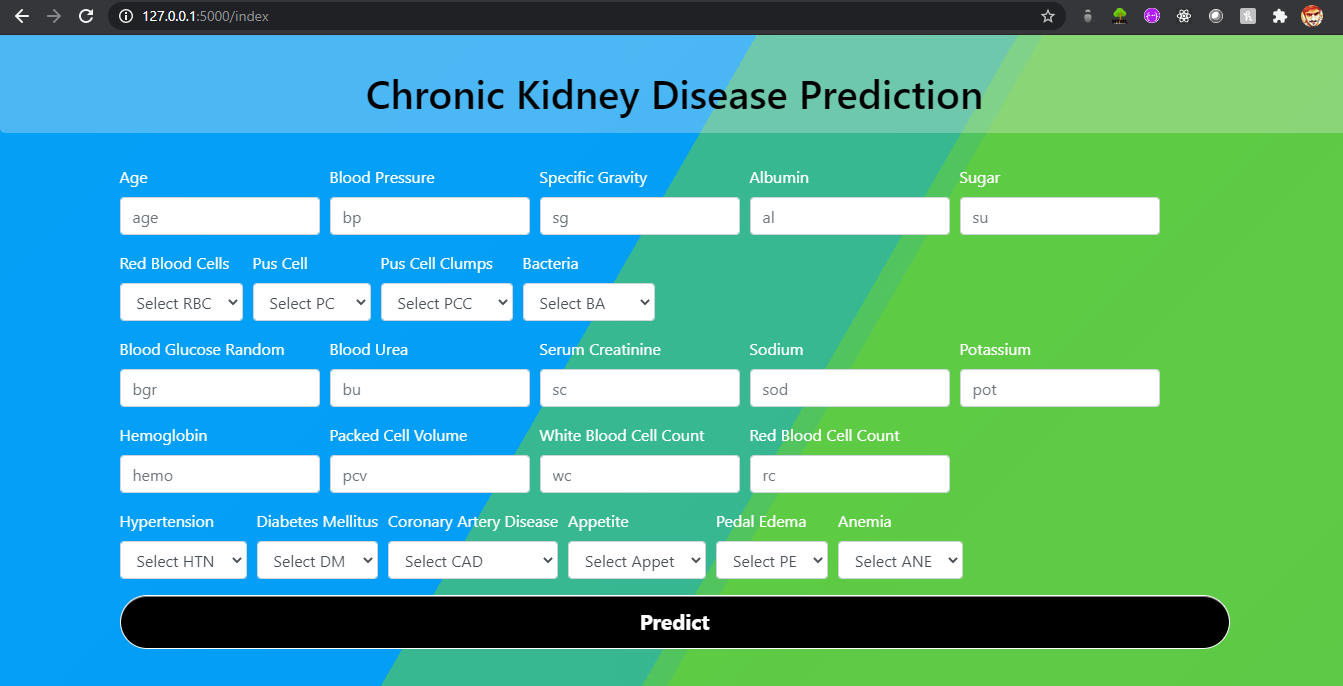 127.0.0.1:5000/index
Chronic Kidney Disease Prediction
Age Blood Pressure Specific Gravity Albumin Sugar
age bp sg al su
Red Blood Cells Pus Cell Pus Cell Clumps Bacteria
Select RBC Select PC Select PCC Select BA
Blood Glucose Random Blood Urea Serum Creatinine Sodium Potassium
bgr bu sc sod pot
Hemoglobin Packed Cell Volume White Blood Cell Count Red Blood Cell Count
hemo pcv wc rc
Hypertension Diabetes Mellitus Coronary Artery Disease Appetite Pedal Edema Anemia
Select HTN Select DM Select CAD Select Appet Select PE Select ANE
Predict